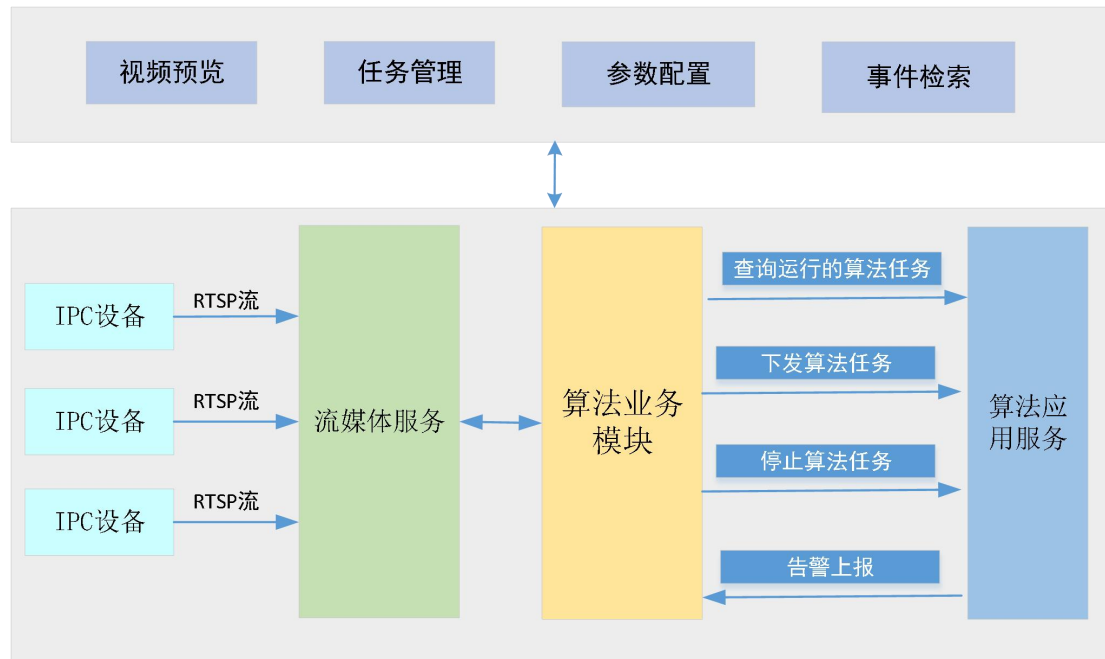 视频预览
任务管理
参数配置
事件检索
IPC设备
RTSP流
IPC设备
RTSP流
IPC设备
RTSP流
流媒体服务
算法业务
模块
查询运行的算法任务
下发算法任务
停止算法任务
告警上报
算法应
用服务